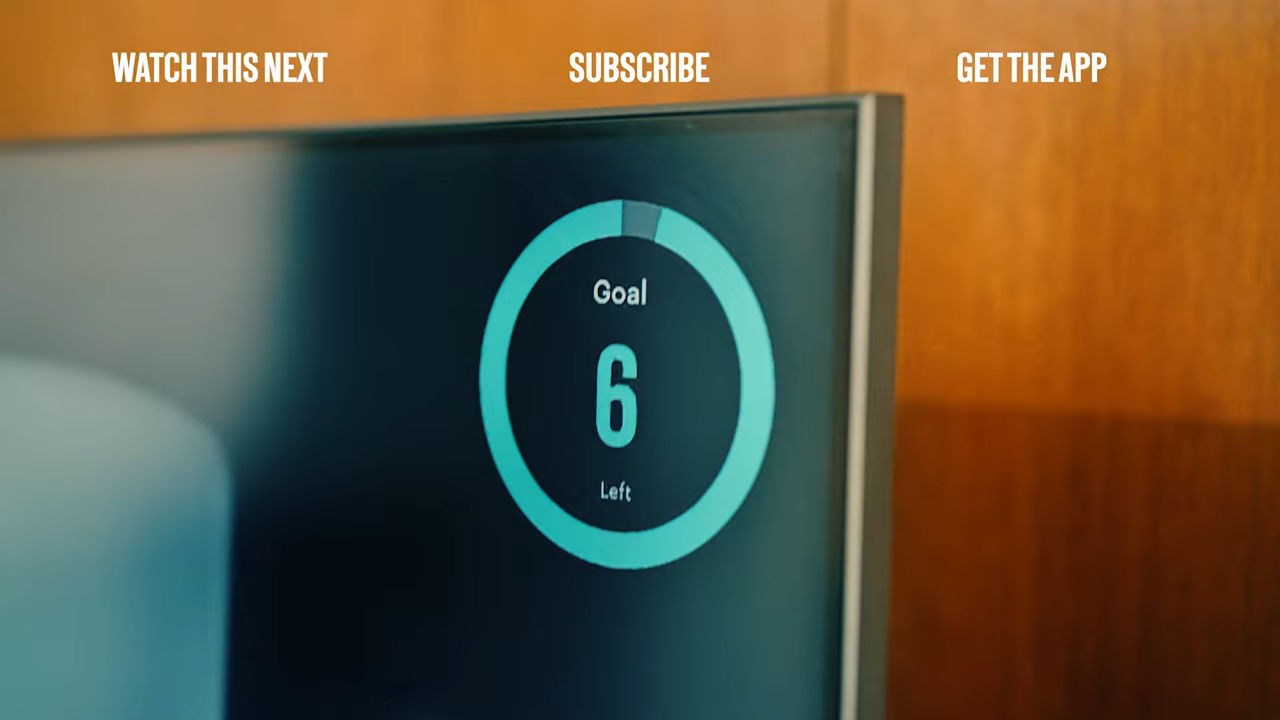 WATCH THIS NEXT
SUBSCRIBE
GET THE APP
Goal
6
Left